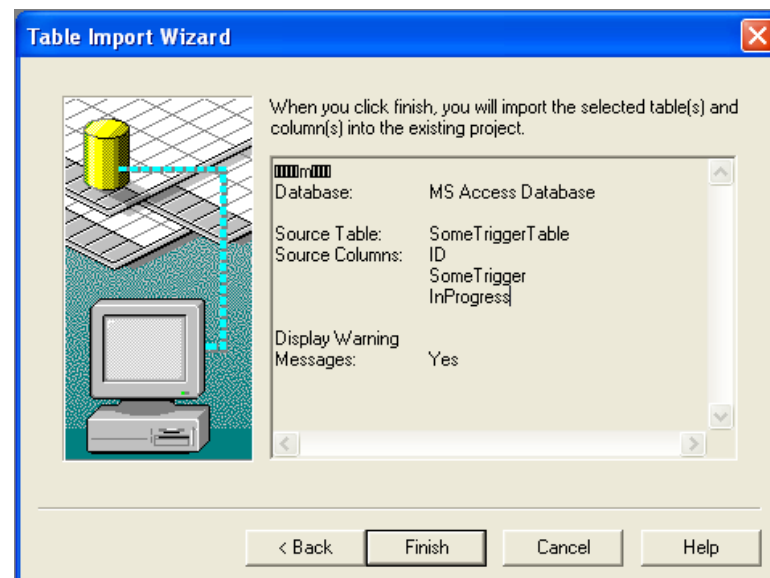 Table Import Wizard
When you click finish, you will import the selected table(s) and
column(s) into the existing project.
Database: MS Access Database
Source Table: SomeTriggerTable
Source Columns: ID
SomeTrigger
InProgress
Display Warning
Messages: Yes
< Back Finish Cancel Help